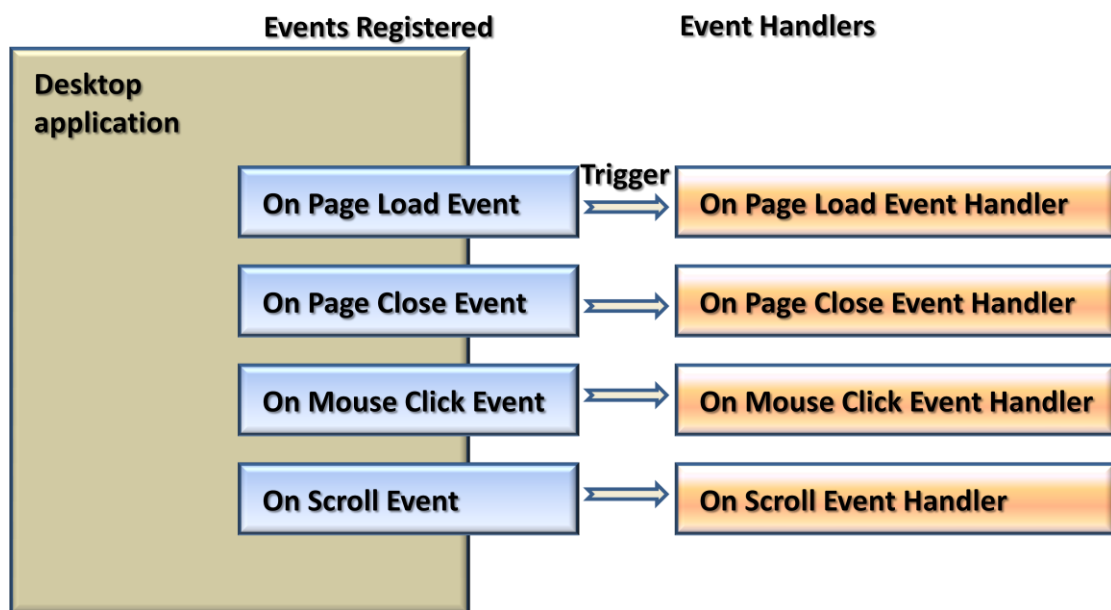 Events Registered
Event Handlers
Desktop
application
Trigger
On Page Load Event
On Page Load Event Handler
On Page Close Event
On Page Close Event Handler
On Mouse Click Event
On Mouse Click Event Handler
On Scroll Event
On Scroll Event Handler